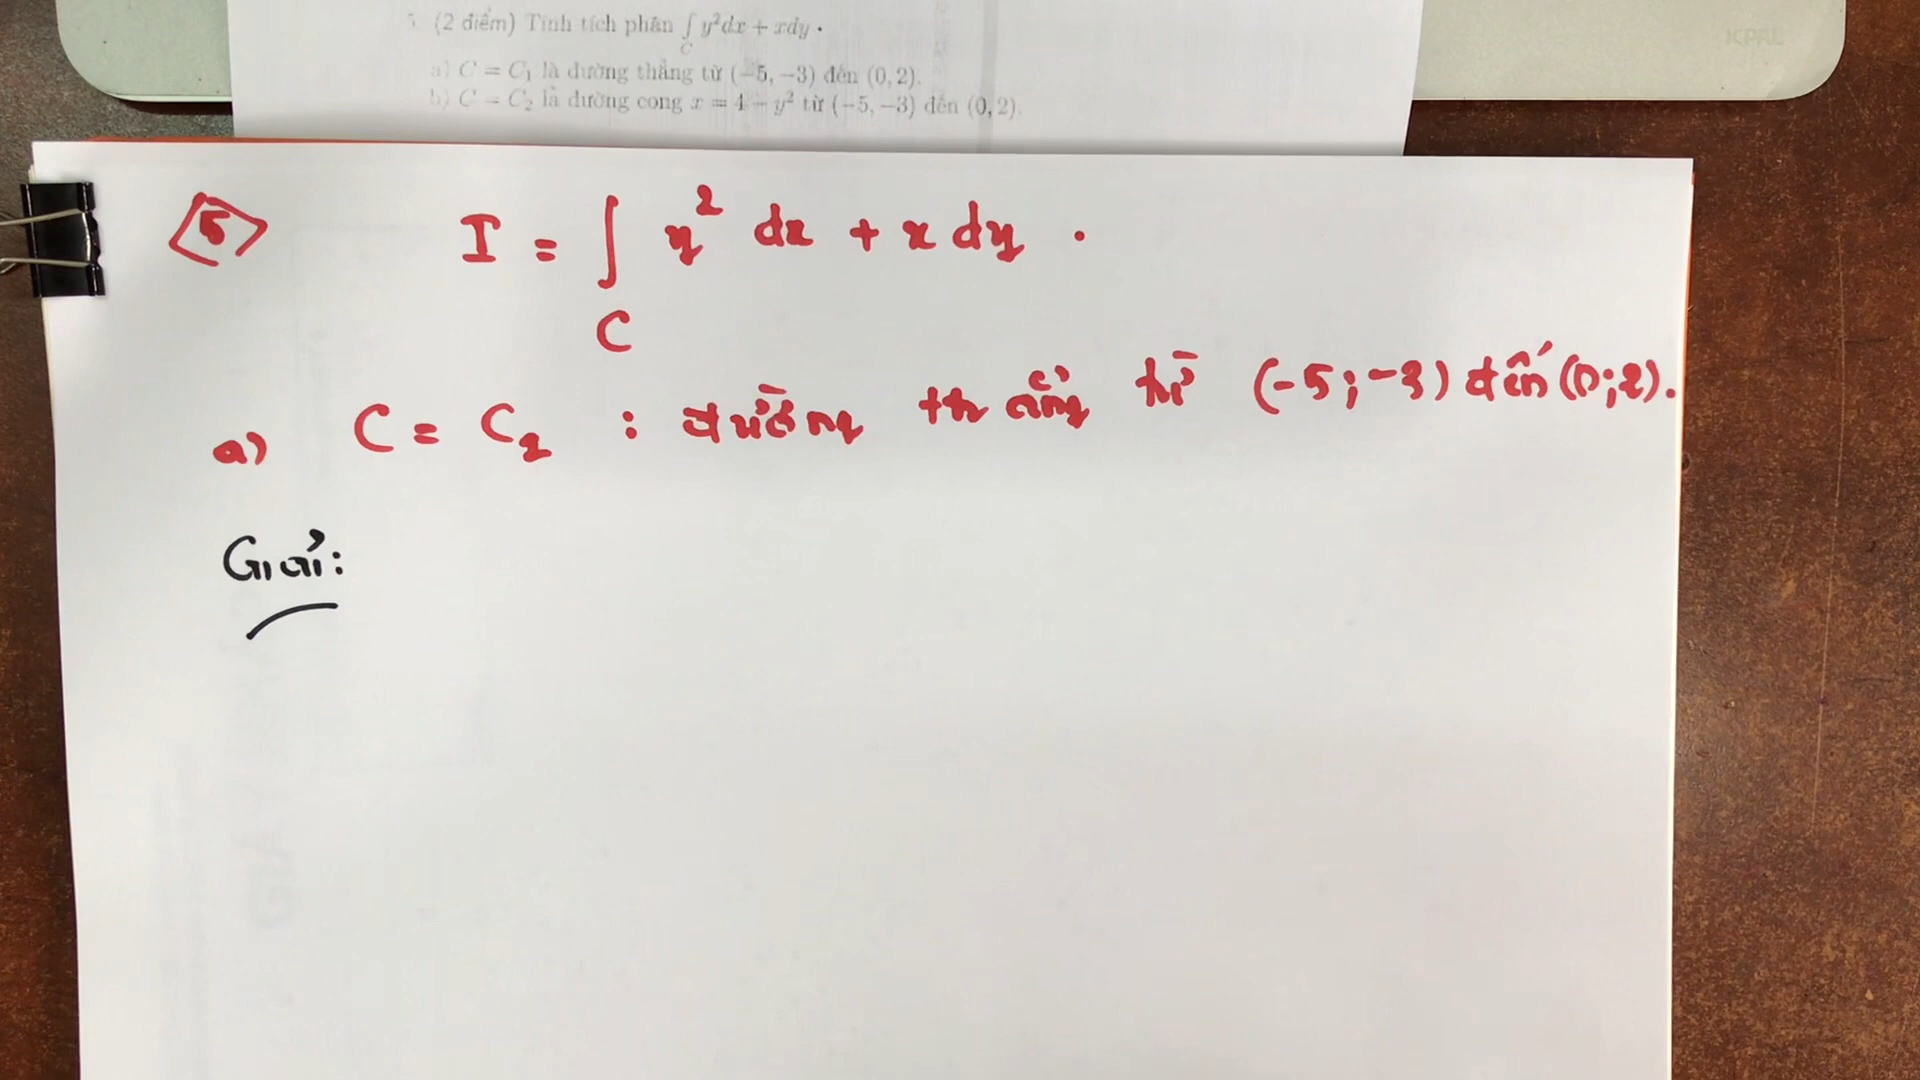 5. (2 điểm) Tính tích phân ∫ y²dx + xdy .
C
a) C = C₁ là đường thẳng từ (−5, −3) đến (0, 2).
b) C = C₂ là đường cong x = 4 − y² từ (−5, −3) đến (0, 2).
5 I = ∫ y² dx + x dy .
C
a) C = C₁ : đường thẳng từ (-5; -3) đến (0; 2).
Giải: